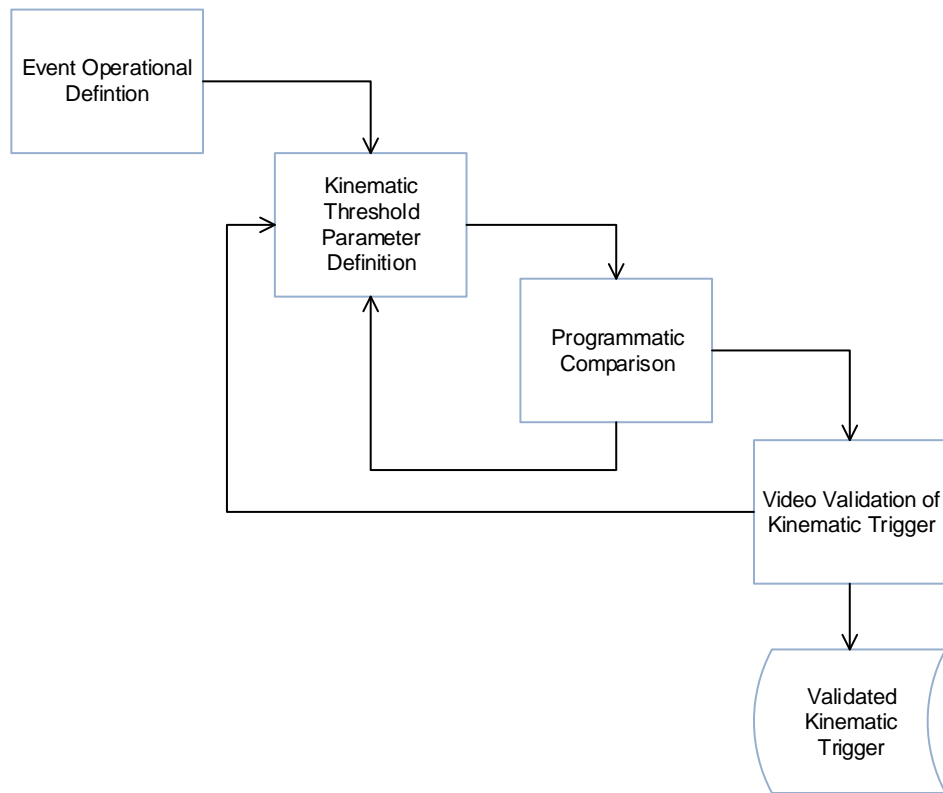 Event Operational
Defintion
Kinematic
Threshold
Parameter
Definition
Programmatic
Comparison
Video Validation of
Kinematic Trigger
Validated
Kinematic
Trigger